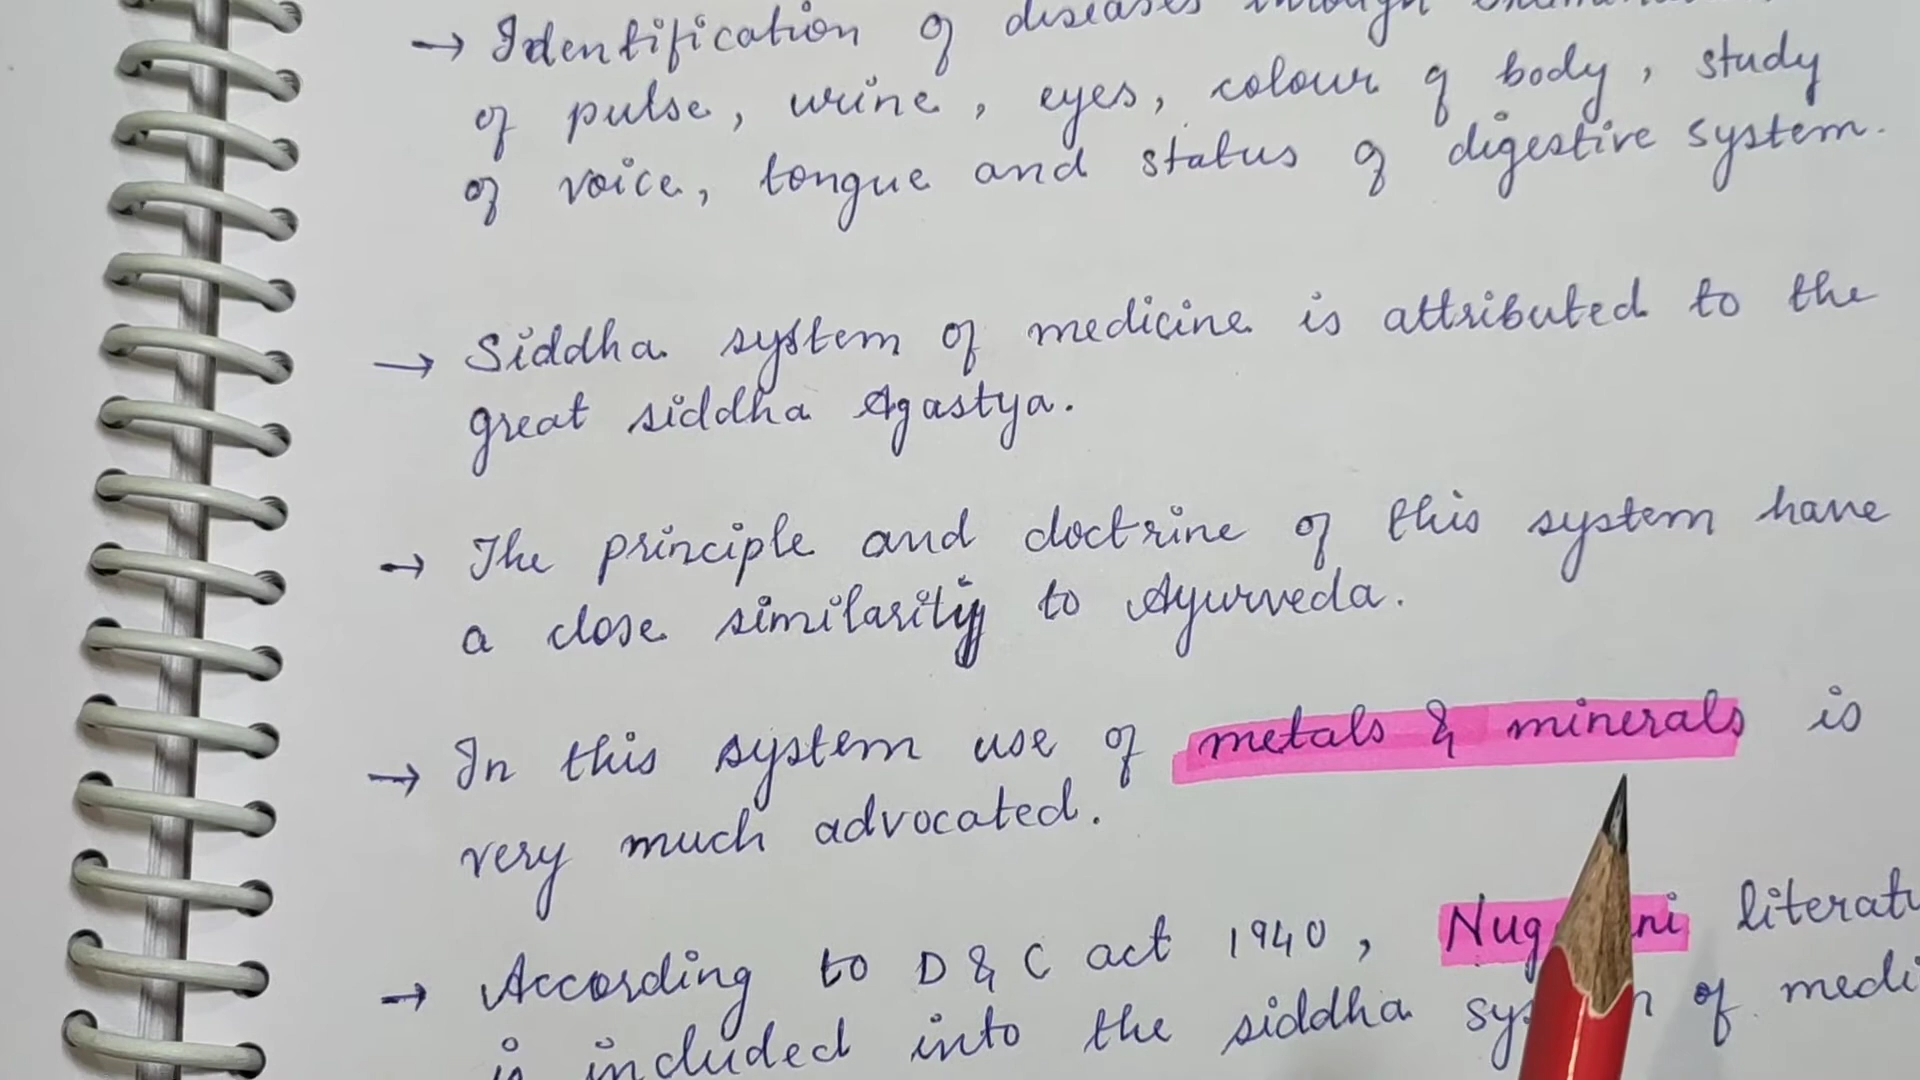 → Identification of diseases through
of pulse, urine, eyes, colour of body, study
of voice, tongue and status of digestive system.
→ Siddha system of medicine is attributed to the
great siddha Agastya.
→ The principle and doctrine of this system have
a close similarity to Ayurveda.
→ In this system use of metals & minerals is
very much advocated.
→ According to D & C act 1940,
is included into the siddha of